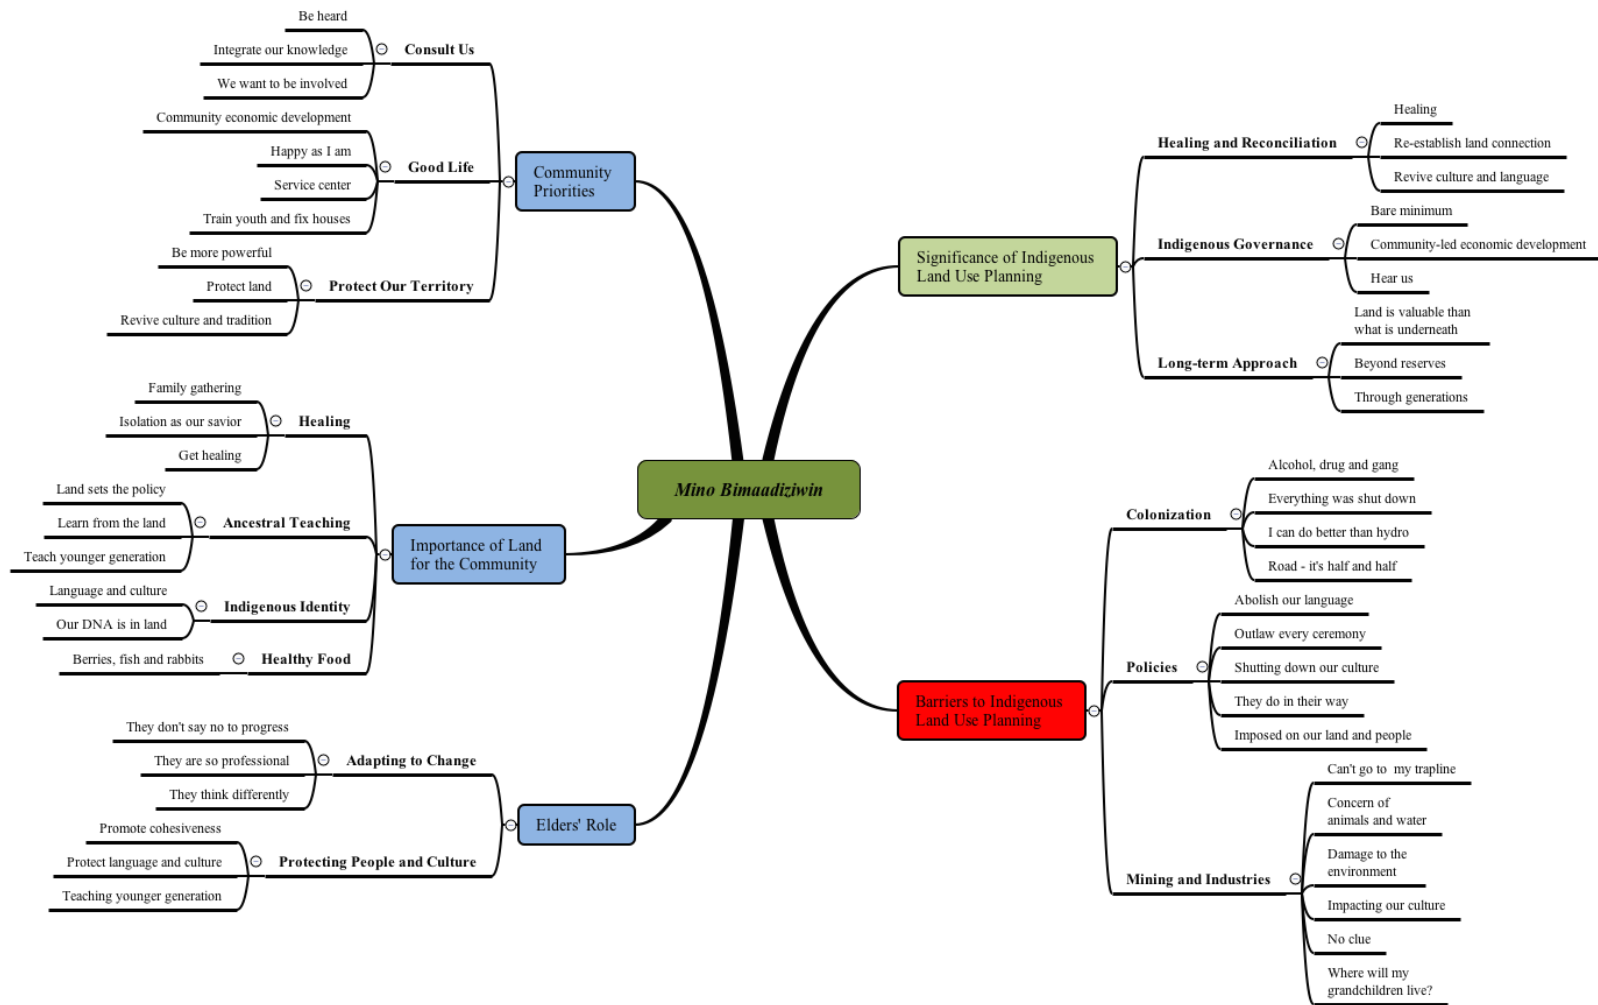 Be heard
Integrate our knowledge
We want to be involved
Consult Us
Community economic development
Happy as I am
Service center
Train youth and fix houses
Good Life
Be more powerful
Protect land
Revive culture and tradition
Protect Our Territory
Community
Priorities
Family gathering
Isolation as our savior
Get healing
Healing
Land sets the policy
Learn from the land
Teach younger generation
Ancestral Teaching
Language and culture
Our DNA is in land
Indigenous Identity
Berries, fish and rabbits
Healthy Food
Importance of Land
for the Community
They don't say no to progress
They are so professional
They think differently
Adapting to Change
Promote cohesiveness
Protect language and culture
Teaching younger generation
Protecting People and Culture
Elders' Role
Mino Bimaadiziwin
Significance of Indigenous
Land Use Planning
Healing and Reconciliation
Healing
Re-establish land connection
Revive culture and language
Indigenous Governance
Bare minimum
Community-led economic development
Hear us
Long-term Approach
Land is valuable than
what is underneath
Beyond reserves
Through generations
Barriers to Indigenous
Land Use Planning
Colonization
Alcohol, drug and gang
Everything was shut down
I can do better than hydro
Road - it's half and half
Policies
Abolish our language
Outlaw every ceremony
Shutting down our culture
They do in their way
Imposed on our land and people
Mining and Industries
Can't go to  my trapline
Concern of
animals and water
Damage to the
environment
Impacting our culture
No clue
Where will my
grandchildren live?